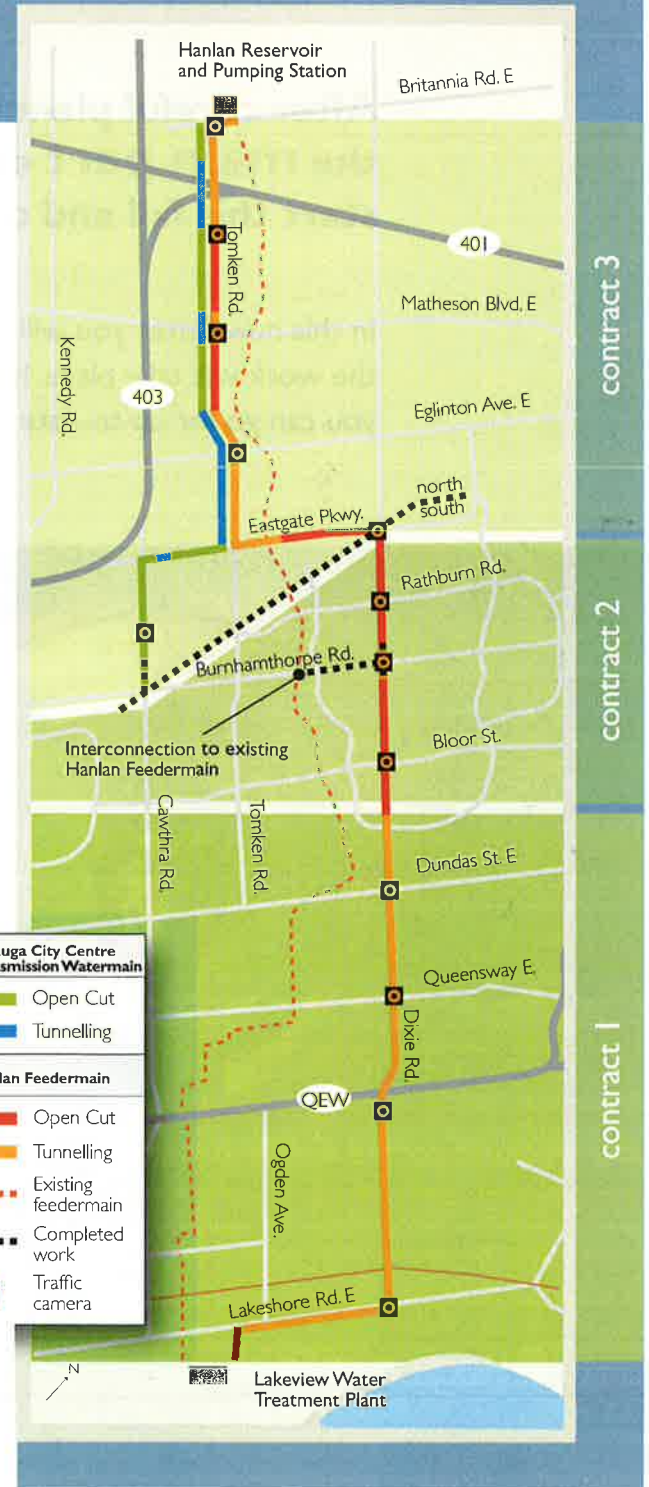 Hanlan Reservoir
and Pumping Station
Britannia Rd. E
401
Tomken Rd.
Matheson Blvd. E
Kennedy Rd.
403
Eglinton Ave. E
north
south
Eastgate Pkwy.
Rathburn Rd.
Burnhamthorpe Rd.
Interconnection to existing
Hanlan Feedermain
Bloor St.
Cawthra Rd.
Tomken Rd.
Dundas St. E
Queensway E.
Dixie Rd.
QEW
Ogden Ave.
Lakeshore Rd. E
N
Lakeview Water
Treatment Plant
contract 3
contract 2
contract 1
uga City Centre
smission Watermain
Open Cut
Tunnelling
lan Feedermain
Open Cut
Tunnelling
Existing
feedermain
Completed
work
Traffic
camera